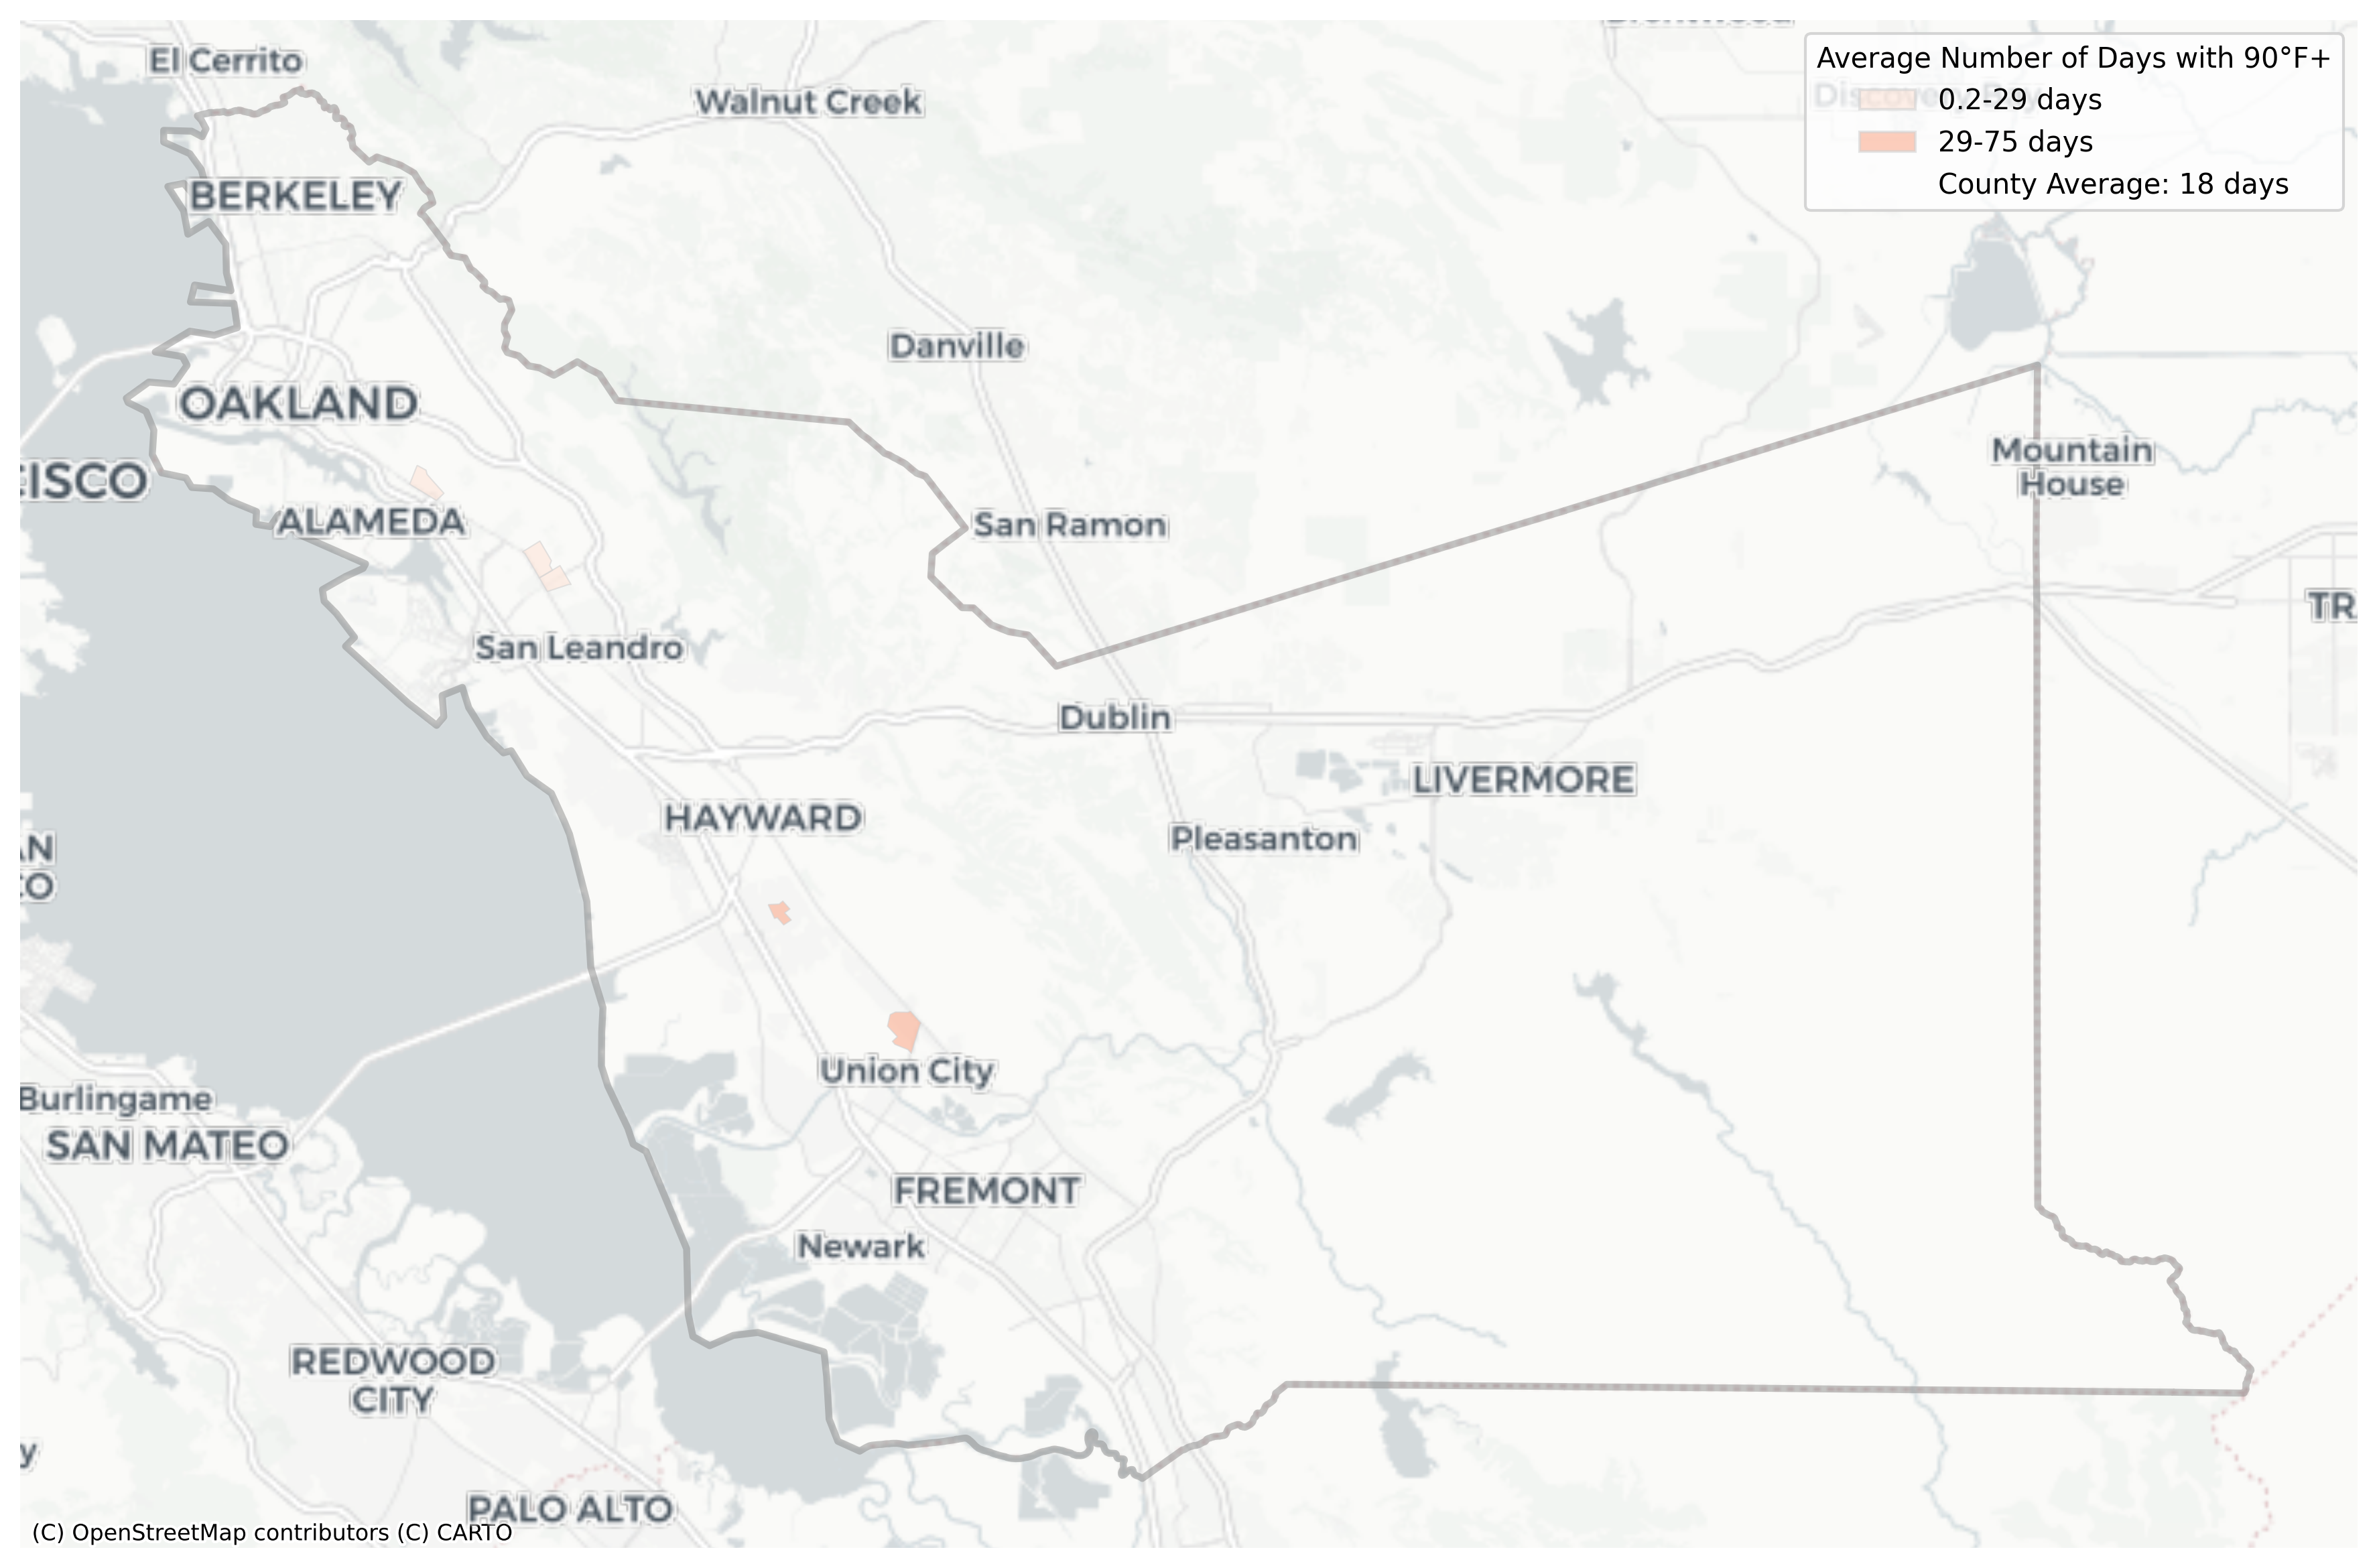 El Cerrito
Walnut Creek
Average Number of Days with 90°F+
0.2-29 days
29-75 days
County Average: 18 days
BERKELEY
Danville
OAKLAND
Mountain
House
CISCO
ALAMEDA
San Ramon
TR
San Leandro
Dublin
LIVERMORE
HAYWARD
Pleasanton
Union City
Burlingame
SAN MATEO
FREMONT
Newark
REDWOOD
CITY
PALO ALTO
(C) OpenStreetMap contributors (C) CARTO